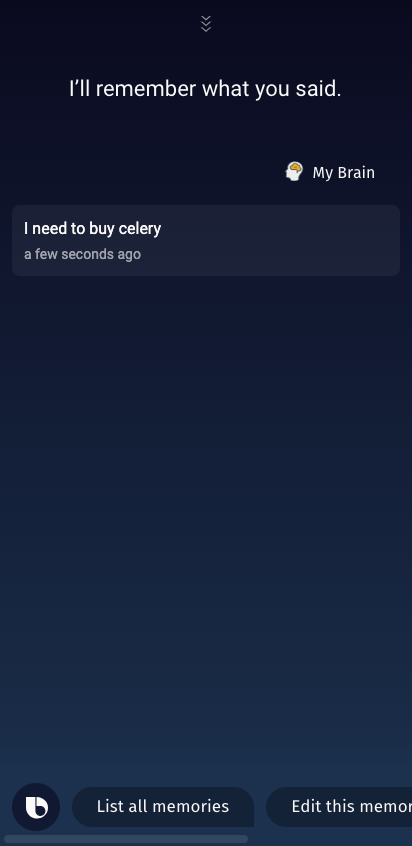 I'll remember what you said.
My Brain
I need to buy celery
a few seconds ago
List all memories
Edit this memor